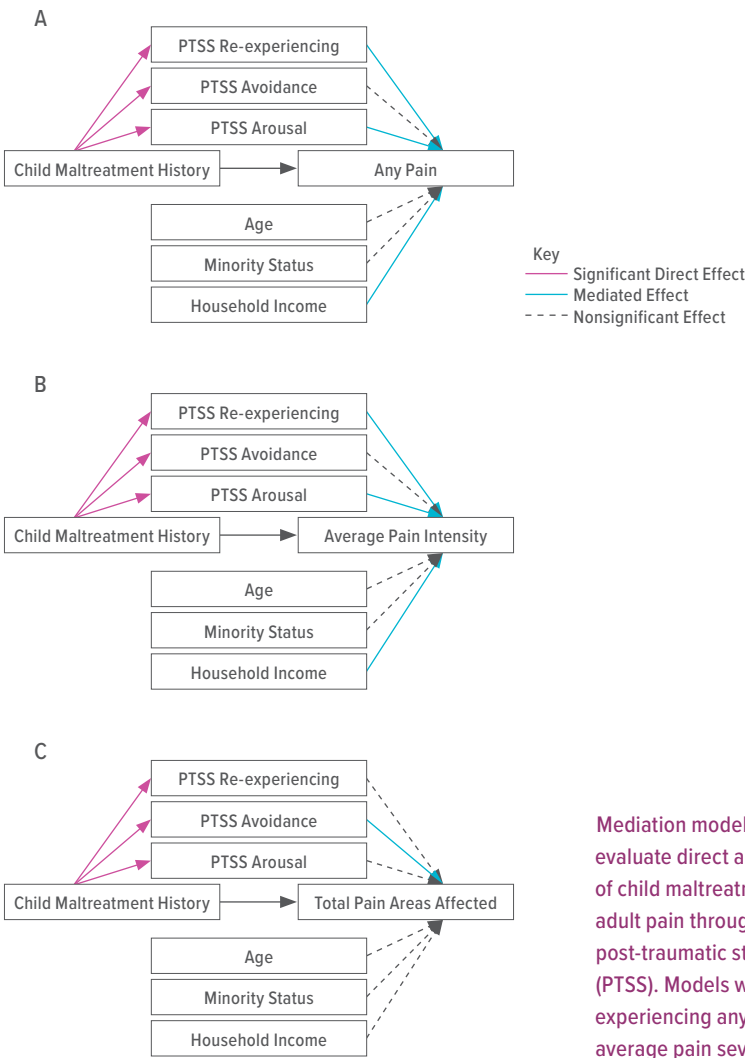 A
PTSS Re-experiencing
PTSS Avoidance
PTSS Arousal
Child Maltreatment History
Any Pain
Age
Minority Status
Household Income
Key
Significant Direct Effect
Mediated Effect
Nonsignificant Effect
B
PTSS Re-experiencing
PTSS Avoidance
PTSS Arousal
Child Maltreatment History
Average Pain Intensity
Age
Minority Status
Household Income
C
PTSS Re-experiencing
PTSS Avoidance
PTSS Arousal
Child Maltreatment History
Total Pain Areas Affected
Age
Minority Status
Household Income
Mediation model
evaluate direct a
of child maltreatm
adult pain through
post-traumatic st
(PTSS). Models w
experiencing any
average pain sev